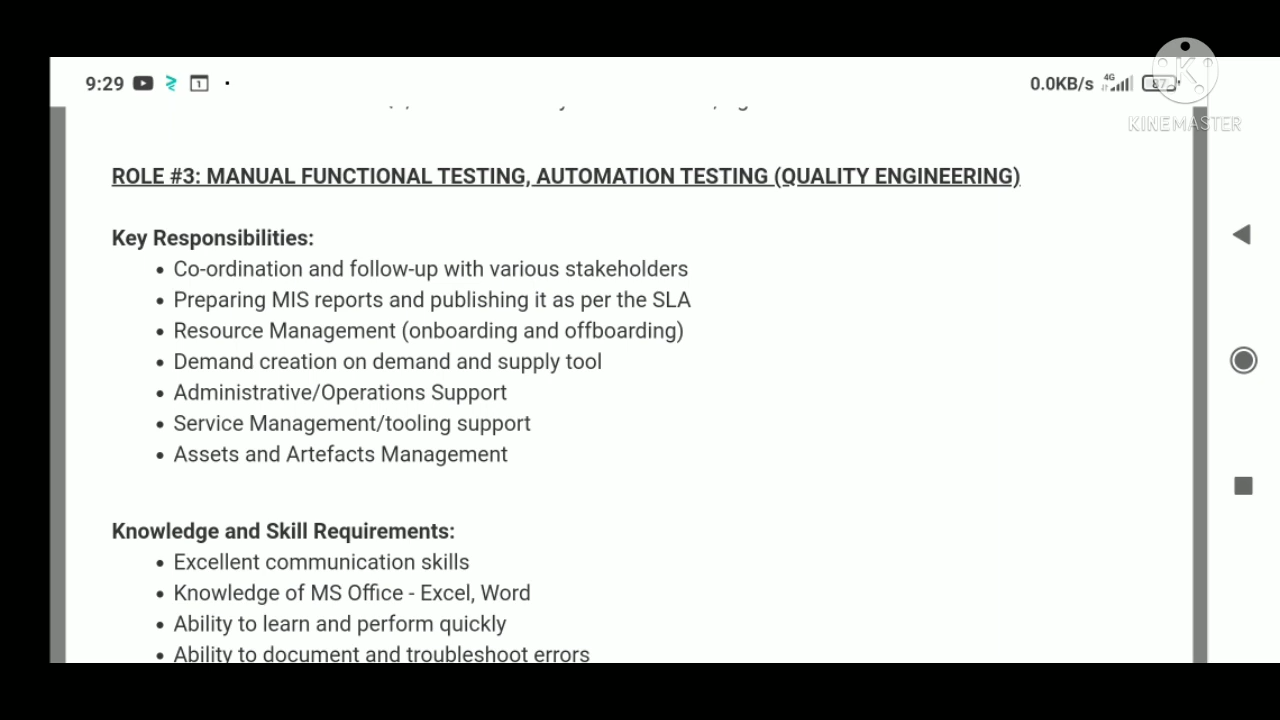 9:29
0.0KB/s 4G 87
KINEMASTER
ROLE #3: MANUAL FUNCTIONAL TESTING, AUTOMATION TESTING (QUALITY ENGINEERING)
Key Responsibilities:
• Co-ordination and follow-up with various stakeholders
• Preparing MIS reports and publishing it as per the SLA
• Resource Management (onboarding and offboarding)
• Demand creation on demand and supply tool
• Administrative/Operations Support
• Service Management/tooling support
• Assets and Artefacts Management
Knowledge and Skill Requirements:
• Excellent communication skills
• Knowledge of MS Office - Excel, Word
• Ability to learn and perform quickly
• Ability to document and troubleshoot errors